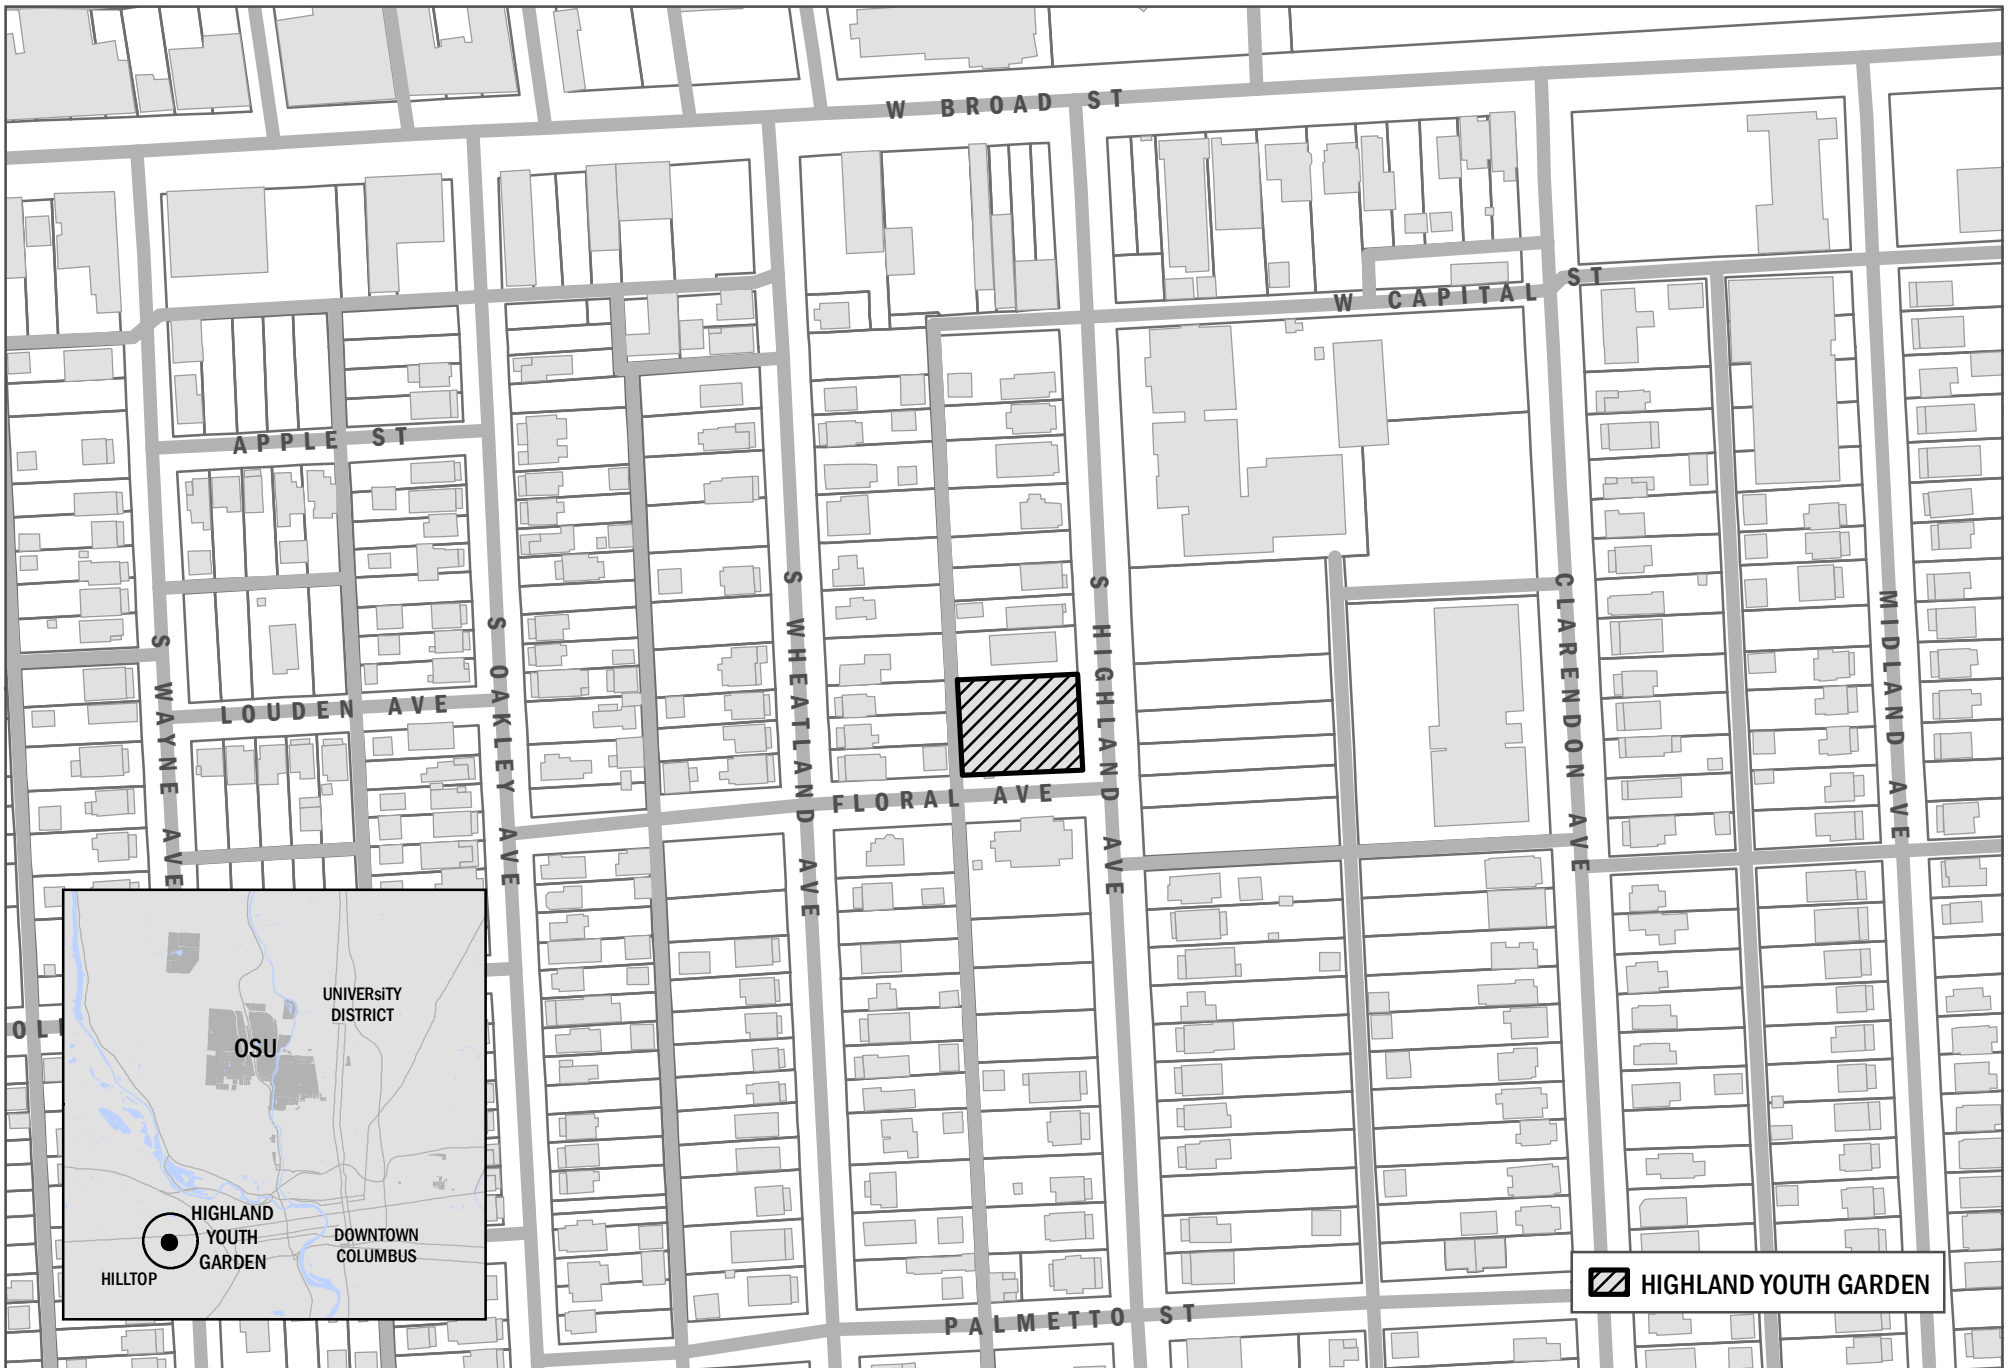 W BROAD ST
W CAPITAL ST
APPLE ST
S WAYNE AVE
S OAKLEY AVE
S WHEATLAND AVE
S HIGHLAND AVE
CLARENDON AVE
MIDLAND AVE
LOUDEN AVE
FLORAL AVE
PALMETTO ST
UNIVERsiTY
DISTRICT
OSU
HIGHLAND
YOUTH
GARDEN
HILLTOP
DOWNTOWN
COLUMBUS
HIGHLAND YOUTH GARDEN